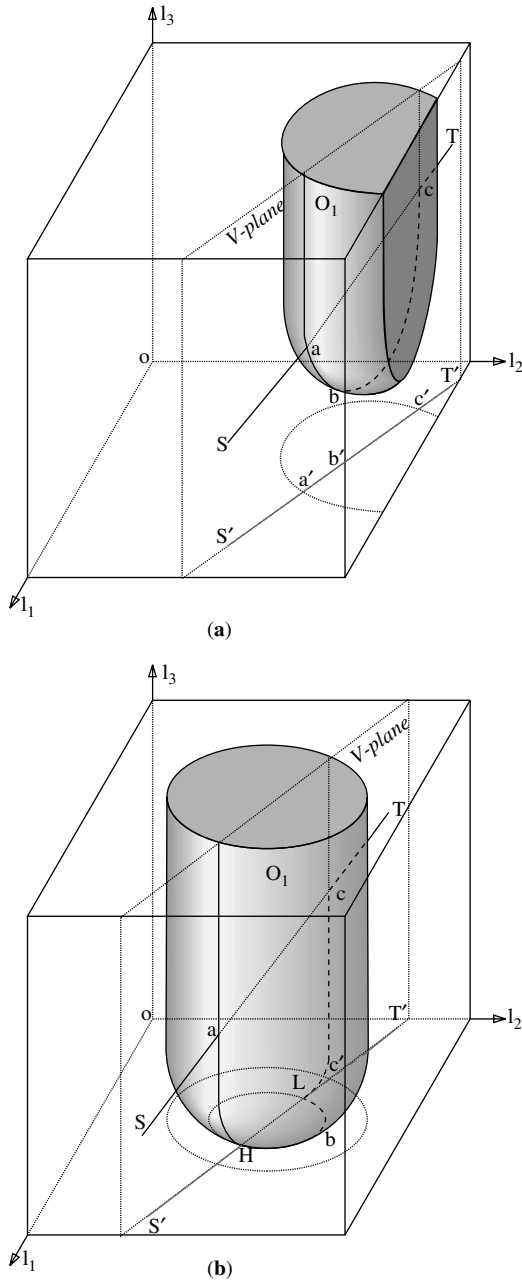 l3
V-plane
T
c
O1
a
o
l2
T′
b
c′
S
b′
a′
S′
l1
(a)
l3
V-plane
T
O1
c
o
a
T′
l2
c′
L
S
b
H
S′
l1
(b)